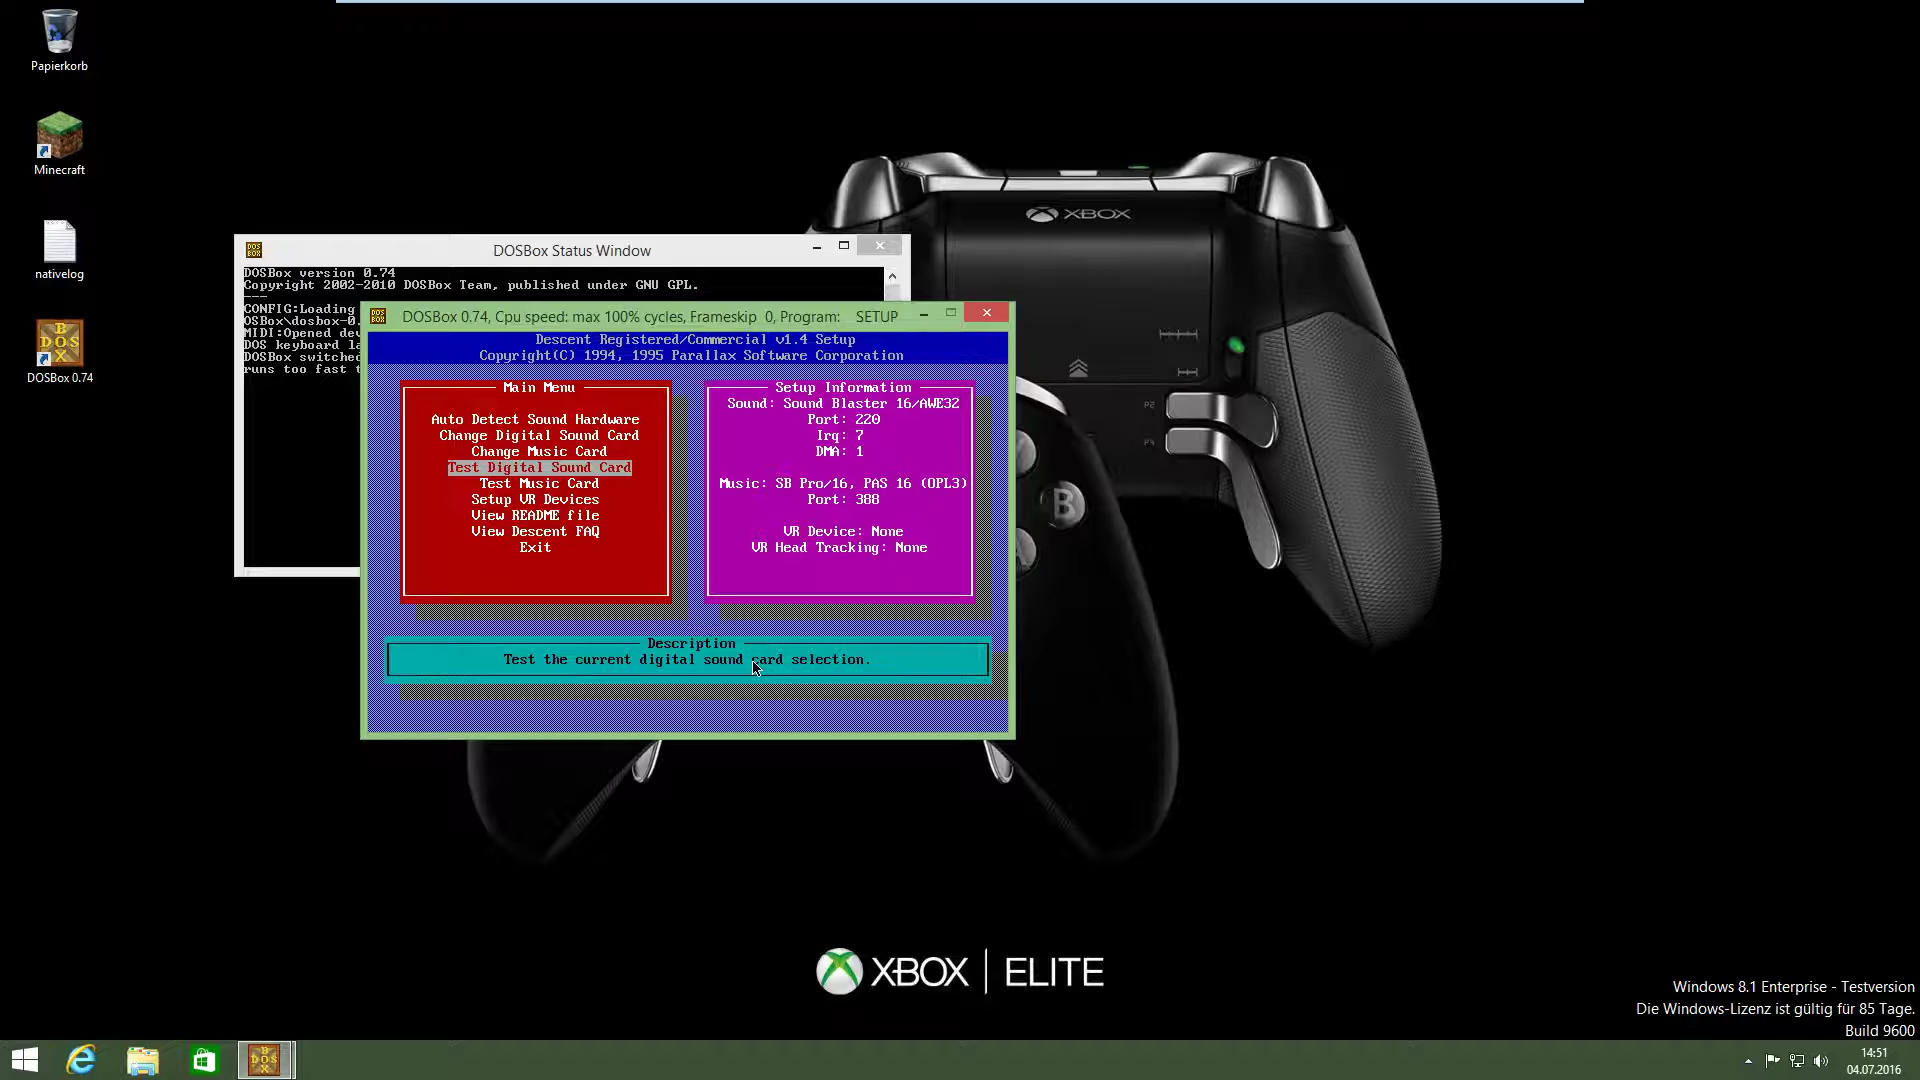 Papierkorb
Minecraft
nativelog
DOSBox 0.74
XBOX
DOSBox Status Window
DOSBox version 0.74
Copyright 2002-2010 DOSBox Team, published under GNU GPL.
---
CONFIG:Loading
OSBox\dosbox-0.
MIDI:Opened dev
DOS keyboard la
DOSBox switched
runs too fast t
DOSBox 0.74, Cpu speed: max 100% cycles, Frameskip 0, Program: SETUP
Descent Registered/Commercial v1.4 Setup
Copyright(C) 1994, 1995 Parallax Software Corporation
Main Menu
Auto Detect Sound Hardware
Change Digital Sound Card
Change Music Card
Test Digital Sound Card
Test Music Card
Setup VR Devices
View README file
View Descent FAQ
Exit
Setup Information
Sound: Sound Blaster 16/AWE32
Port: 220
Irq: 7
DMA: 1
Music: SB Pro/16, PAS 16 (OPL3)
Port: 388
VR Device: None
VR Head Tracking: None
Description
Test the current digital sound card selection.
B
XBOX | ELITE
Windows 8.1 Enterprise - Testversion
Die Windows-Lizenz ist gültig für 85 Tage.
Build 9600
14:51
04.07.2016